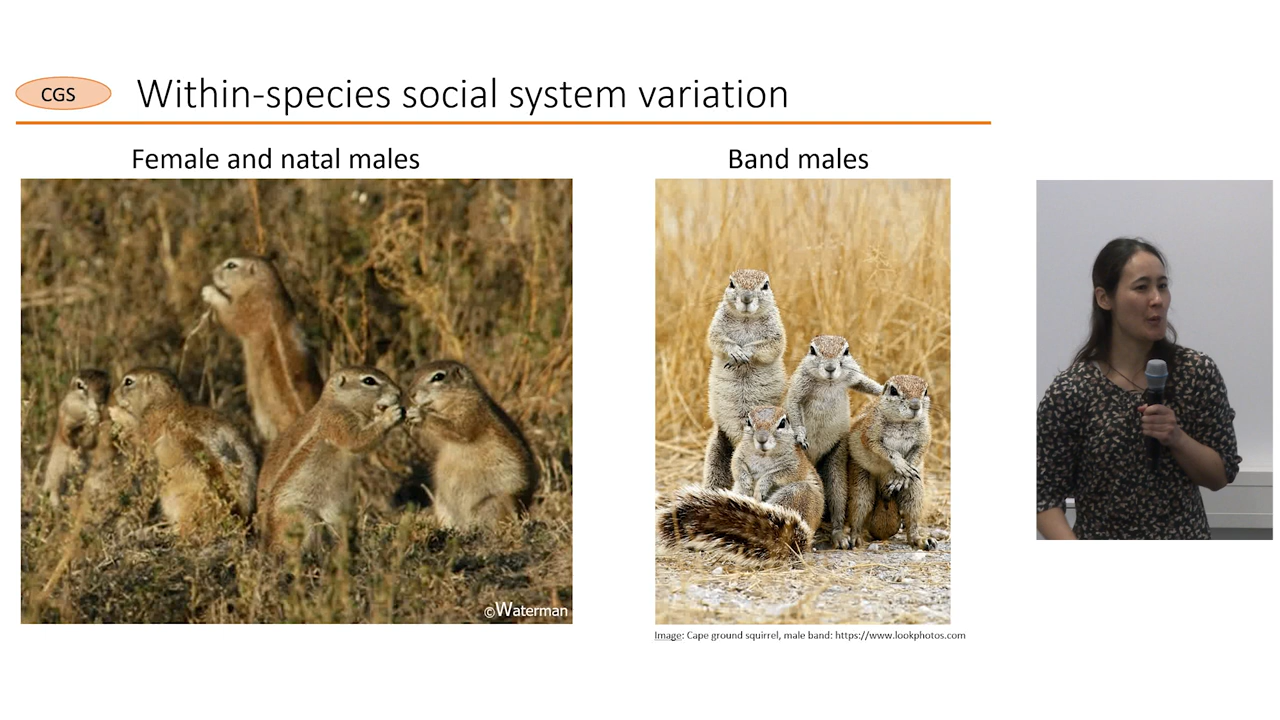 CGS
Within-species social system variation
Female and natal males
Band males
©Waterman
Image: Cape ground squirrel, male band: https://www.lookphotos.com